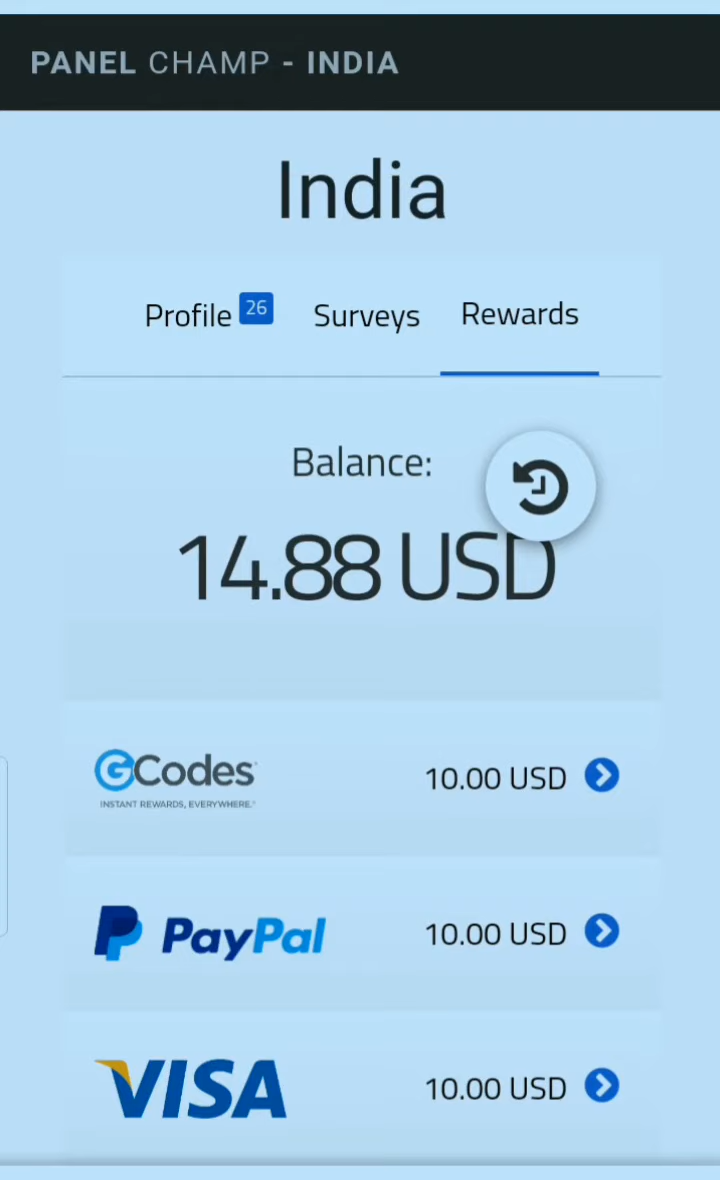 PANEL CHAMP - INDIA
India
Profile 26 Surveys Rewards
Balance:
14.88 USD
GCodes
INSTANT REWARDS, EVERYWHERE.
10.00 USD
PayPal 10.00 USD
VISA 10.00 USD